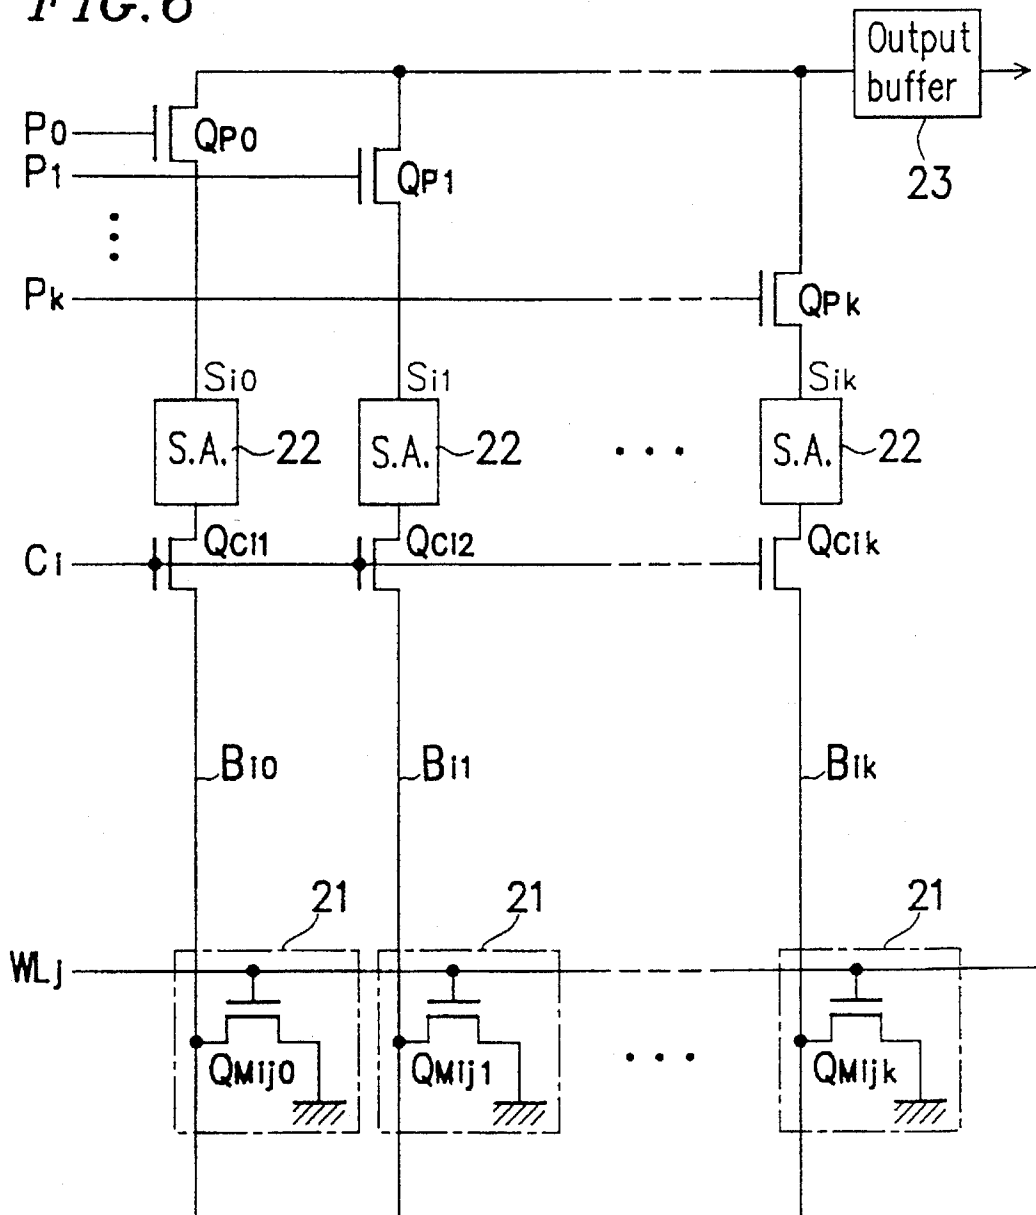 FIG.6
Output
buffer
23
P0
QP0
P1
QP1
Pk
QPk
Si0
Si1
Sik
S.A.
22
S.A.
22
S.A.
22
Ci
QCi1
QCi2
QCik
Bi0
Bi1
Bik
21
21
21
WLj
QMij0
QMij1
QMijk